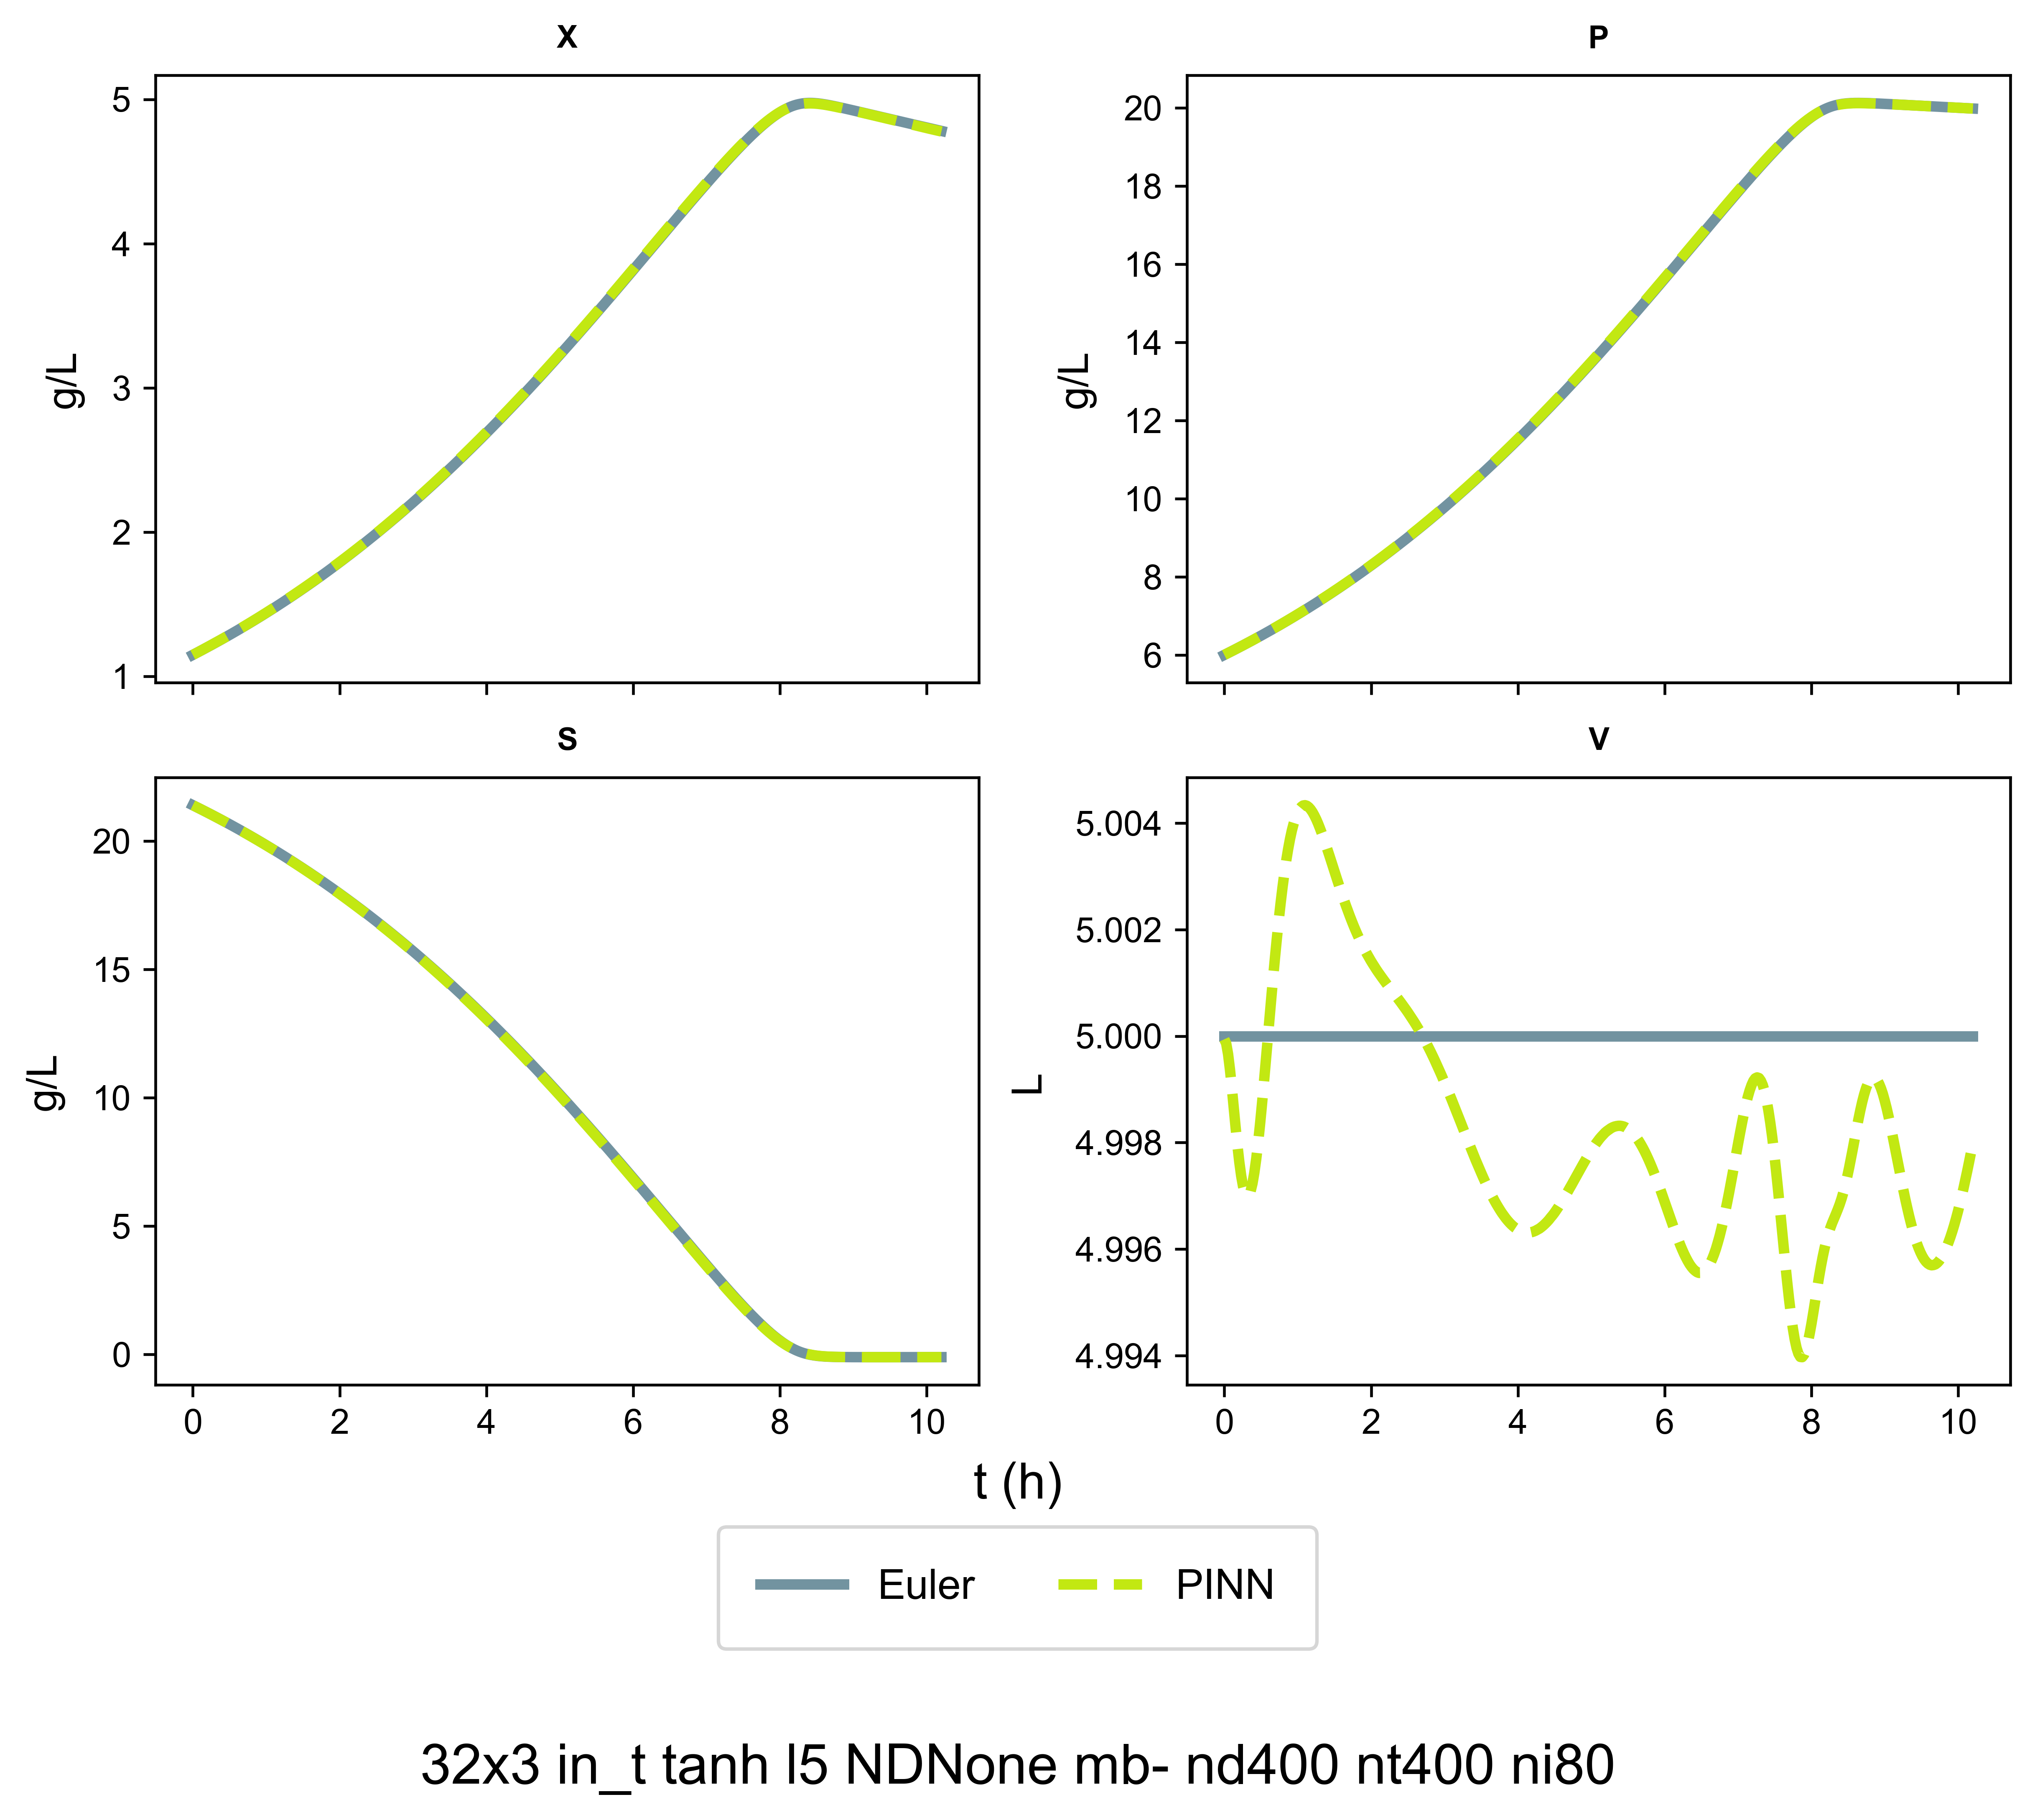 X
5
4
3
2
1
g/L
P
20
18
16
14
12
10
8
6
g/L
S
20
15
10
5
0
g/L
0 2 4 6 8 10
V
5.004
5.002
5.000
4.998
4.996
4.994
L
0 2 4 6 8 10
t (h)
Euler PINN
32x3 in_t tanh l5 NDNone mb- nd400 nt400 ni80